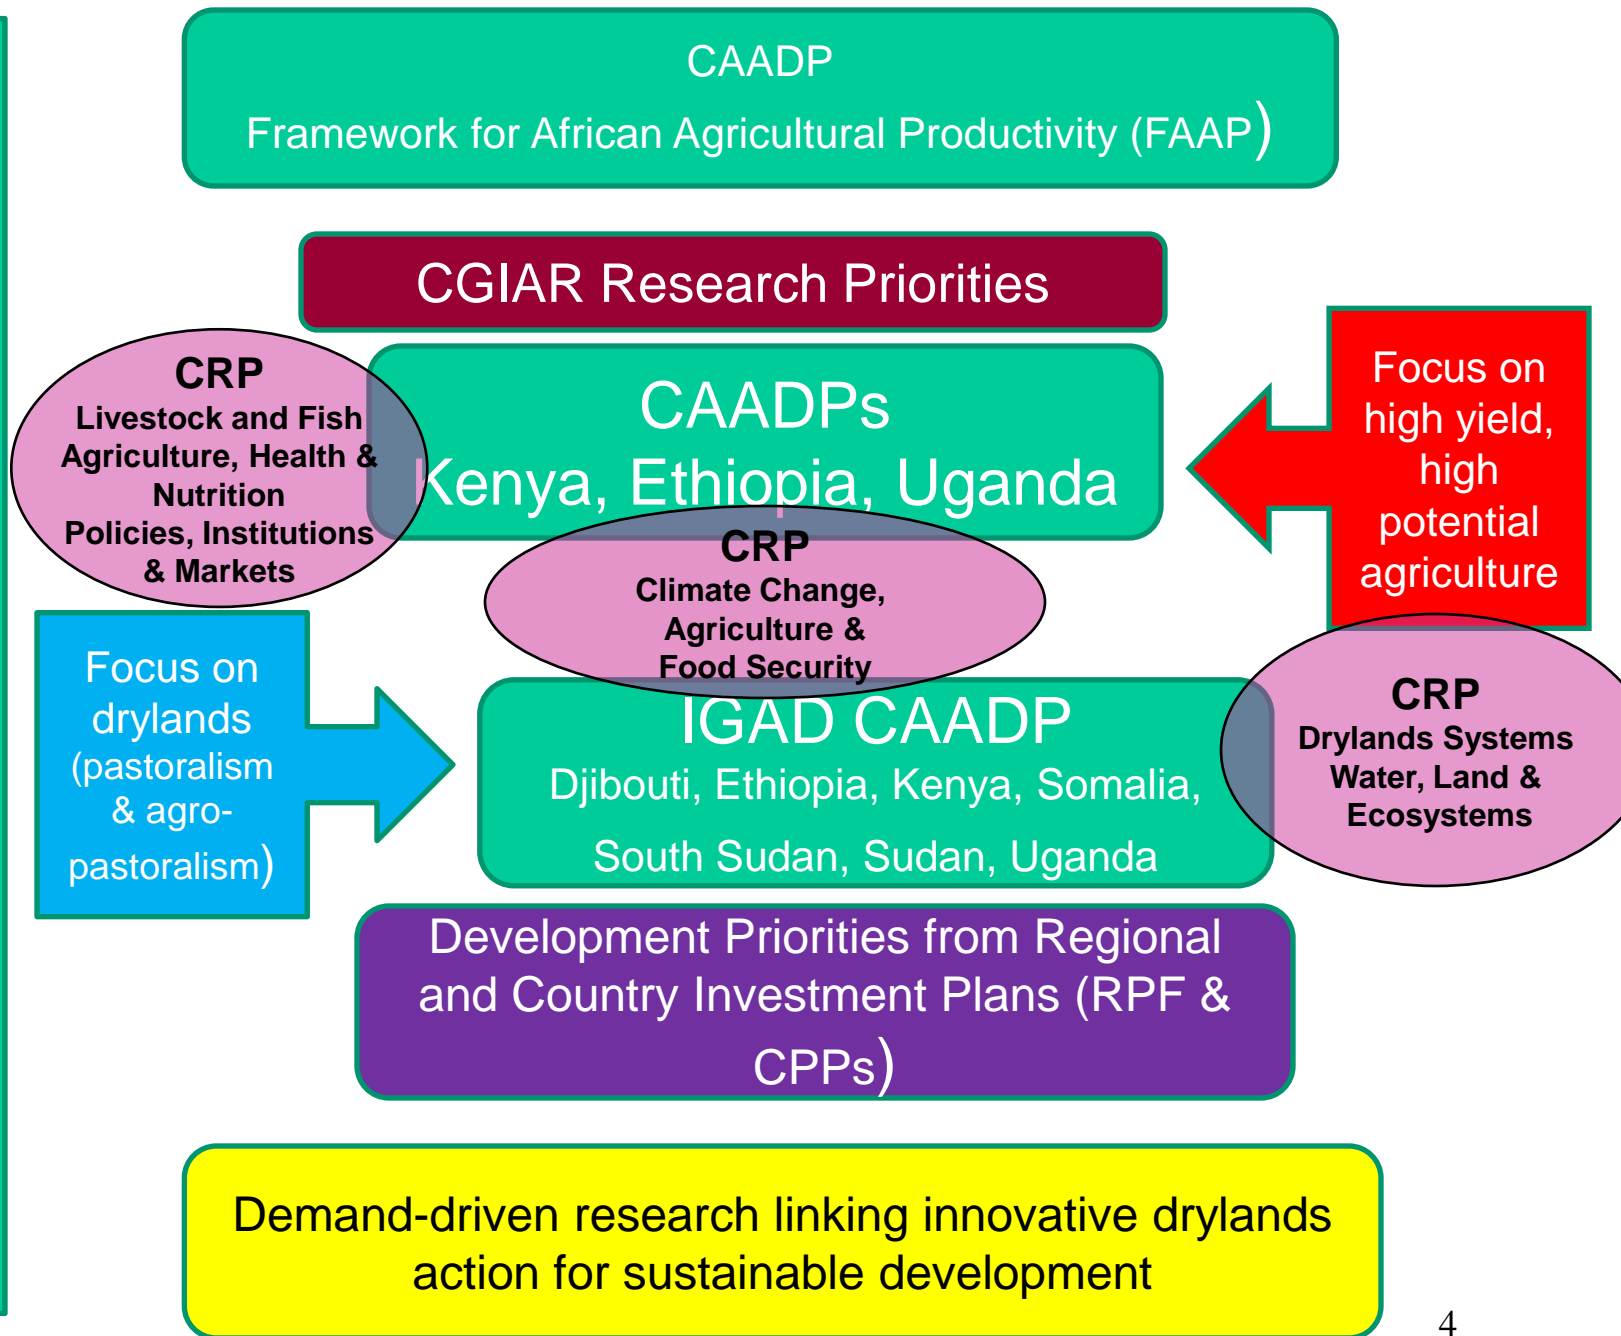 CAADP
Framework for African Agricultural Productivity (FAAP)
CGIAR Research Priorities
CRP
Livestock and Fish
Agriculture, Health &
Nutrition
Policies, Institutions
& Markets
CAADPs
Kenya, Ethiopia, Uganda
Focus on
high yield,
high
potential
agriculture
CRP
Climate Change,
Agriculture &
Food Security
Focus on
drylands
(pastoralism
& agro-
pastoralism)
IGAD CAADP
Djibouti, Ethiopia, Kenya, Somalia,
South Sudan, Sudan, Uganda
CRP
Drylands Systems
Water, Land &
Ecosystems
Development Priorities from Regional
and Country Investment Plans (RPF &
CPPs)
Demand-driven research linking innovative drylands
action for sustainable development
4